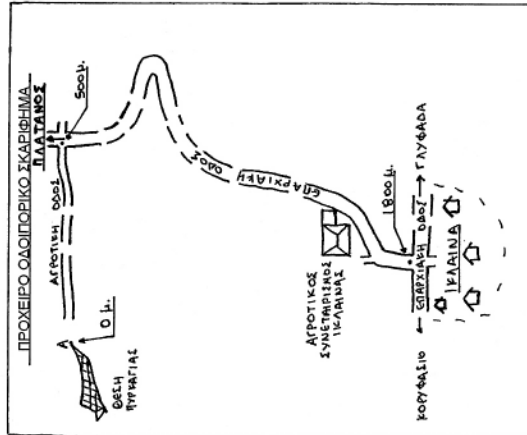 ΠΡΟΧΕΙΡΟ ΟΔΟΙΠΟΡΙΚΟ ΣΚΑΡΙΦΗΜΑ
ΠΛΑΤΑΝΟΣ
500 μ.
ΑΓΡΟΤΙΚΗ ΟΔΟΣ
Α
0 μ.
ΘΕΣΗ
ΠΥΡΚΑΓΙΑΣ
ΕΠΑΡΧΙΑΚΗ
ΟΔΟΣ
ΑΓΡΟΤΙΚΟΣ
ΣΥΝΕΤΑΙΡΙΣΜΟΣ
ΙΚΛΑΙΝΑΣ
1800 μ.
ΚΟΡΥΦΑΣΙΟ
ΕΠΑΡΧΙΑΚΗ ΟΔΟΣ
ΓΛΥΦΑΔΑ
ΙΚΛΑΙΝΑ